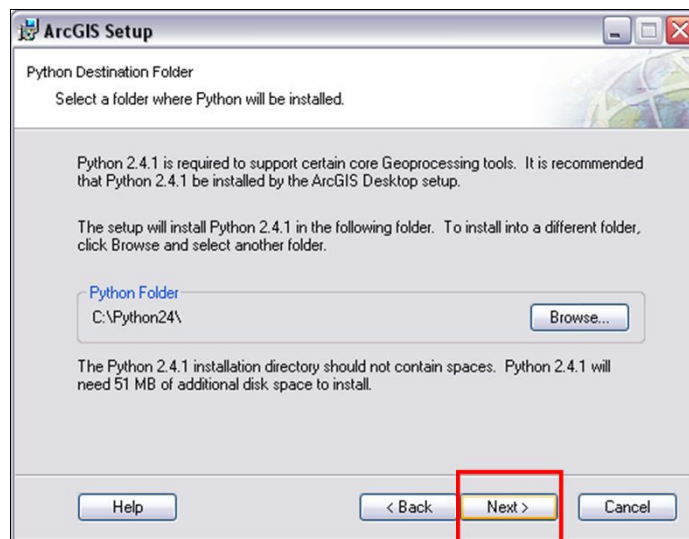 ArcGIS Setup
Python Destination Folder
Select a folder where Python will be installed.
Python 2.4.1 is required to support certain core Geoprocessing tools. It is recommended
that Python 2.4.1 be installed by the ArcGIS Desktop setup.
The setup will install Python 2.4.1 in the following folder. To install into a different folder,
click Browse and select another folder.
Python Folder
C:\Python24\
Browse...
The Python 2.4.1 installation directory should not contain spaces. Python 2.4.1 will
need 51 MB of additional disk space to install.
Help
< Back
Next >
Cancel